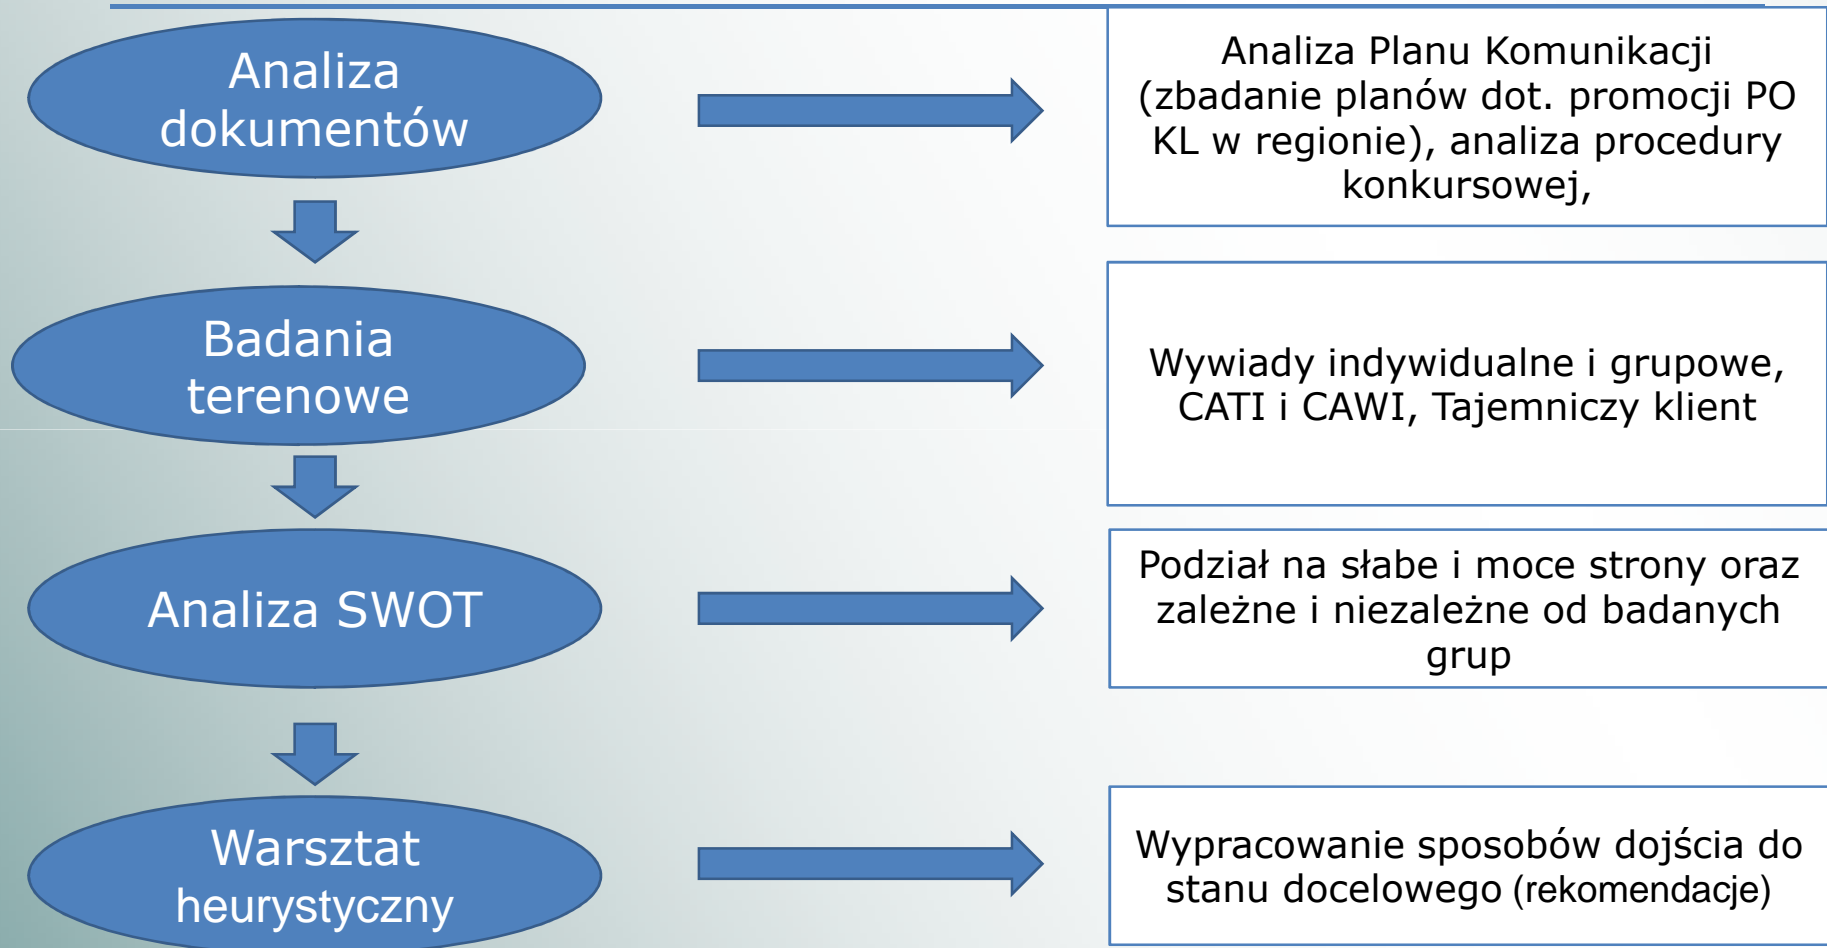 Analiza
dokumentów
Analiza Planu Komunikacji
(zbadanie planów dot. promocji PO
KL w regionie), analiza procedury
konkursowej,
Badania
terenowe
Wywiady indywidualne i grupowe,
CATI i CAWI, Tajemniczy klient
Analiza SWOT
Podział na słabe i moce strony oraz
zależne i niezależne od badanych
grup
Warsztat
heurystyczny
Wypracowanie sposobów dojścia do
stanu docelowego (rekomendacje)